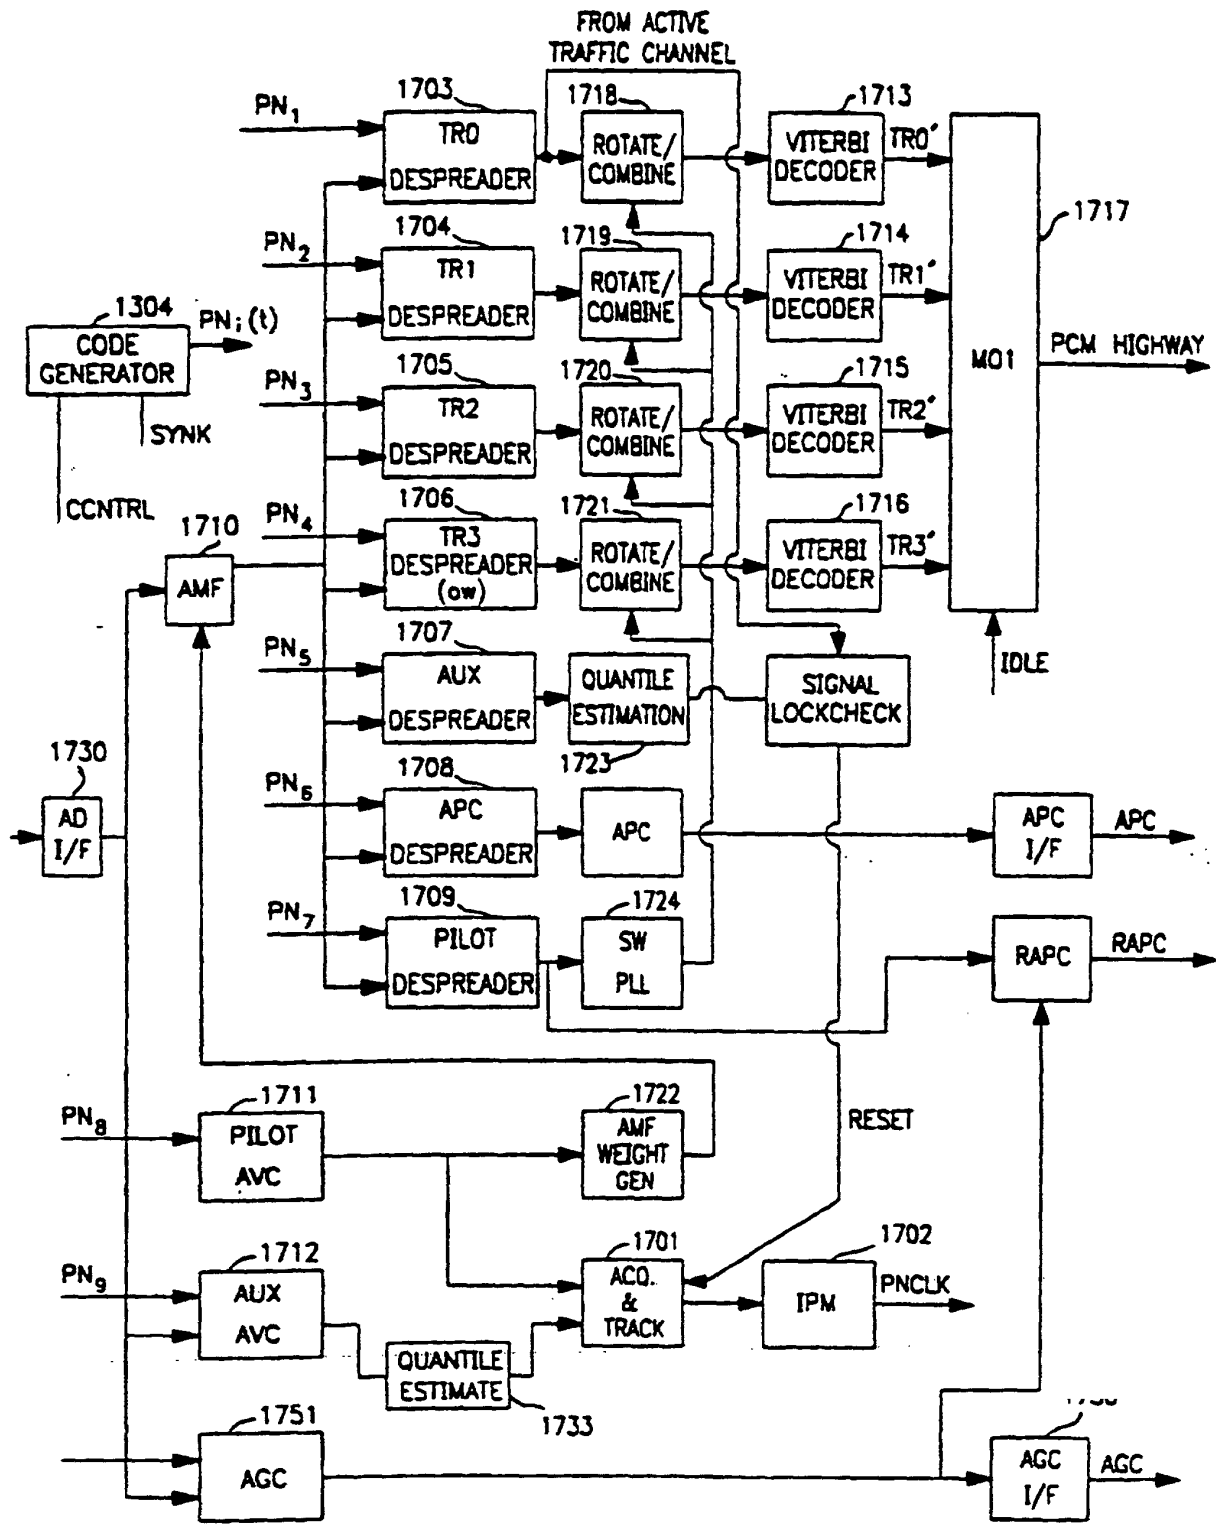 FROM ACTIVE
TRAFFIC CHANNEL
1703
1718
1713
PN1
TR0
DESPREADER
ROTATE/
COMBINE
VITERBI
DECODER
TR0'
1717
1704
1719
1714
PN2
TR1
DESPREADER
ROTATE/
COMBINE
VITERBI
DECODER
TR1'
1304
CODE
GENERATOR
PNi(t)
SYNK
CCNTRL
MO1
PCM HIGHWAY
1705
1720
1715
PN3
TR2
DESPREADER
ROTATE/
COMBINE
VITERBI
DECODER
TR2'
1706
1721
1716
PN4
TR3
DESPREADER
(OW)
ROTATE/
COMBINE
VITERBI
DECODER
TR3'
1710
AMF
IDLE
1707
PN5
AUX
DESPREADER
QUANTILE
ESTIMATION
1723
SIGNAL
LOCKCHECK
1730
AD
I/F
1708
PN6
APC
DESPREADER
APC
APC
I/F
APC
1709
1724
PN7
PILOT
DESPREADER
SW
PLL
RAPC
RAPC
1711
1722
PN8
PILOT
AVC
AMF
WEIGHT
GEN
RESET
1712
1701
1702
PN9
AUX
AVC
ACQ.
&
TRACK
IPM
PNCLK
QUANTILE
ESTIMATE
1733
1751
AGC
AGC
I/F
AGC